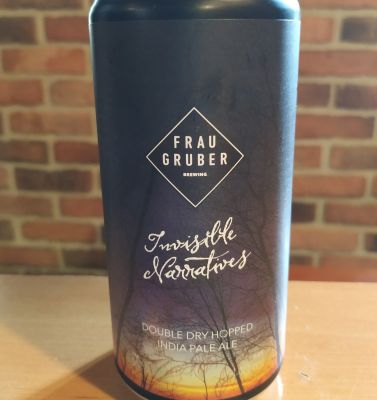 FRAU
GRUBER
BREWING
Invisible
Narratives
DOUBLE DRY HOPPED
INDIA PALE ALE